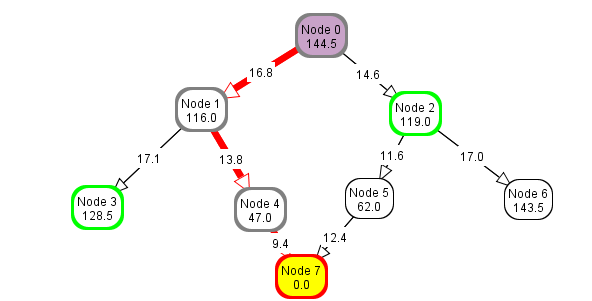 Node 0
144.5
16.8
14.6
Node 1
116.0
Node 2
119.0
17.1
13.8
11.6
17.0
Node 3
128.5
Node 4
47.0
Node 5
62.0
Node 6
143.5
9.4
12.4
Node 7
0.0